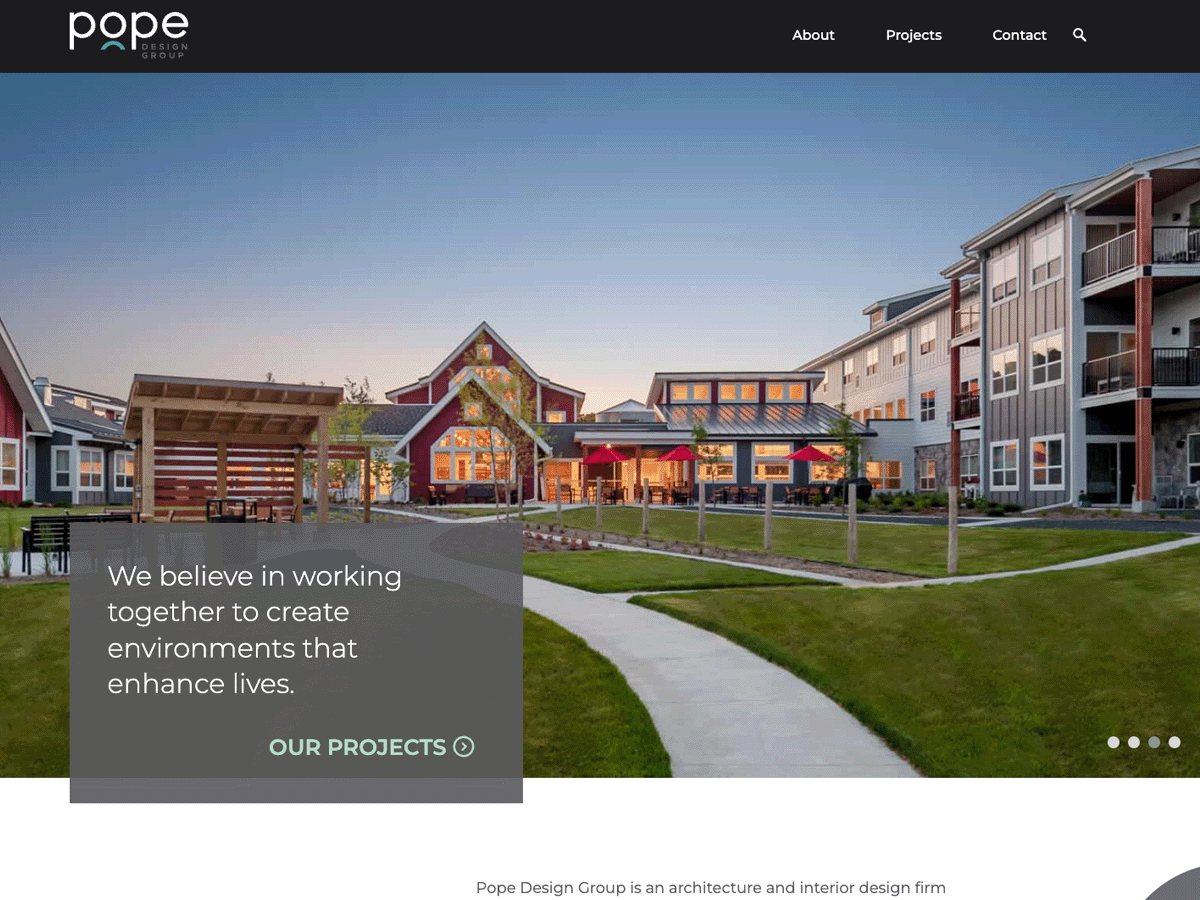 pope
DESIGN
GROUP
About
Projects
Contact
We believe in working
together to create
environments that
enhance lives.
OUR PROJECTS
Pope Design Group is an architecture and interior design firm